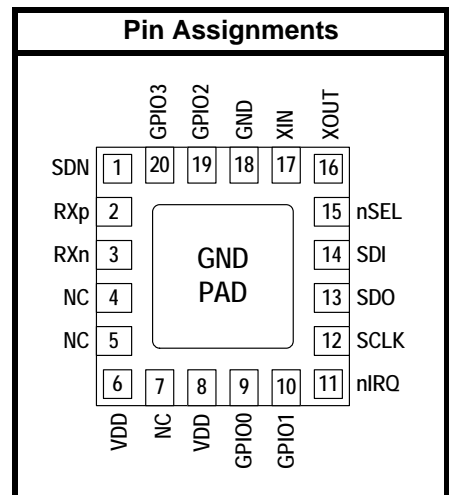 Pin Assignments
GPIO3
GPIO2
GND
XIN
XOUT
SDN 1 20 19 18 17 16
RXp 2 15 nSEL
RXn 3 GND 14 SDI
NC 4 PAD 13 SDO
NC 5 12 SCLK
6 7 8 9 10 11 nIRQ
VDD
NC
VDD
GPIO0
GPIO1